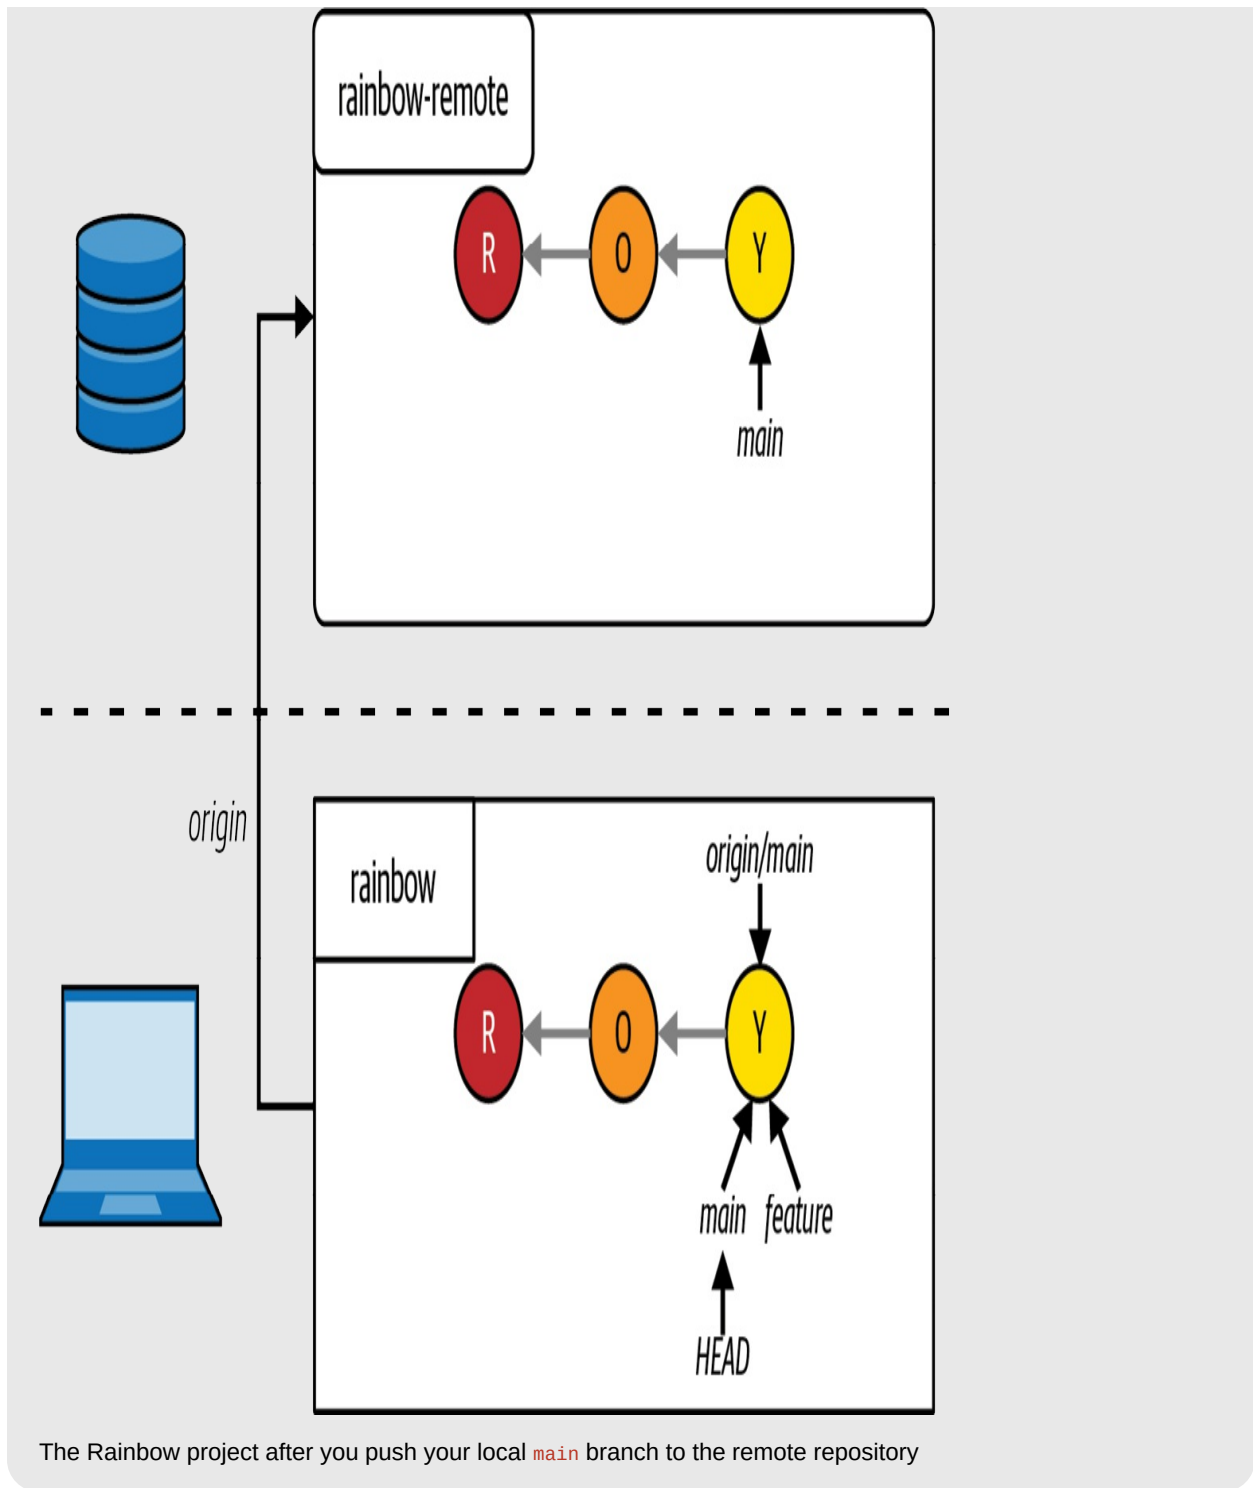 rainbow-remote
R O Y
main
origin
rainbow
origin/main
R O Y
main feature
HEAD
The Rainbow project after you push your local main branch to the remote repository